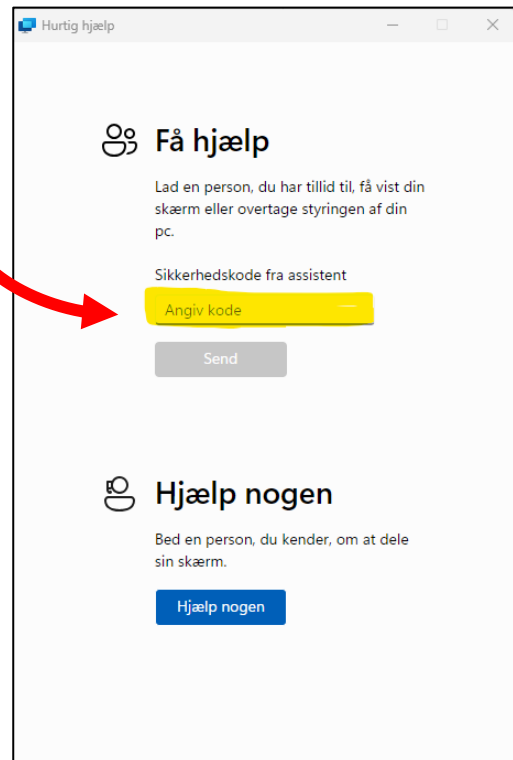 Hurtig hjælp
Få hjælp
Lad en person, du har tillid til, få vist din
skærm eller overtage styringen af din
pc.
Sikkerhedskode fra assistent
Angiv kode
Send
Hjælp nogen
Bed en person, du kender, om at dele
sin skærm.
Hjælp nogen